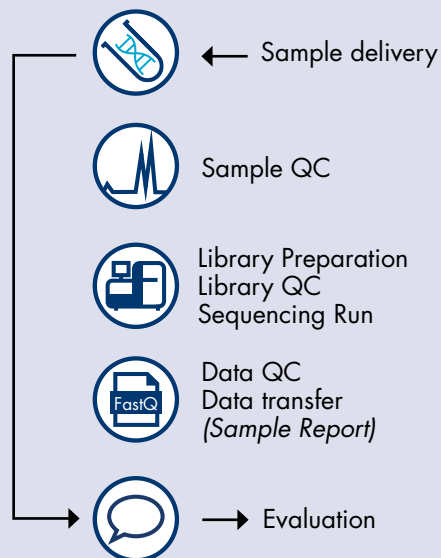 Sample delivery
Sample QC
Library Preparation
Library QC
Sequencing Run
FastQ
Data QC
Data transfer
(Sample Report)
Evaluation